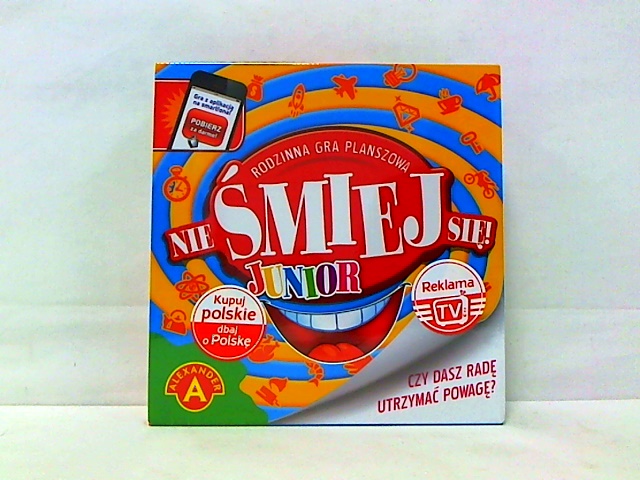 Gra z aplikacją
na smartfona!
POBIERZ
za darmo!
RODZINNA GRA PLANSZOWA
NIE ŚMIEJ SIĘ!
JUNIOR
Kupuj
polskie
dbaj
o Polskę
Reklama
TV
ALEXANDER
A
CZY DASZ RADĘ
UTRZYMAĆ POWAGĘ?